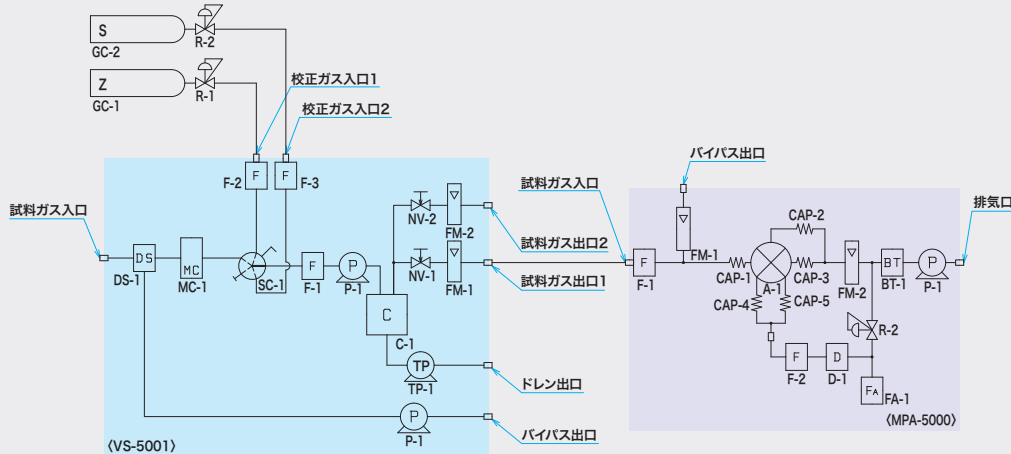 S
R-2
GC-2
Z
R-1
GC-1
校正ガス入口1
校正ガス入口2
F
F-2
F
F-3
試料ガス入口
DS
DS-1
MC
MC-1
SC-1
F
F-1
P
P-1
C
C-1
NV-2
FM-2
NV-1
FM-1
試料ガス出口2
試料ガス出口1
TP
TP-1
ドレン出口
P
P-1
バイパス出口
〈VS-5001〉
試料ガス入口
バイパス出口
F
F-1
FM-1
CAP-2
CAP-1
A-1
CAP-3
CAP-4
CAP-5
FM-2
BT
BT-1
P
P-1
排気口
R-2
F
F-2
D
D-1
FA
FA-1
〈MPA-5000〉